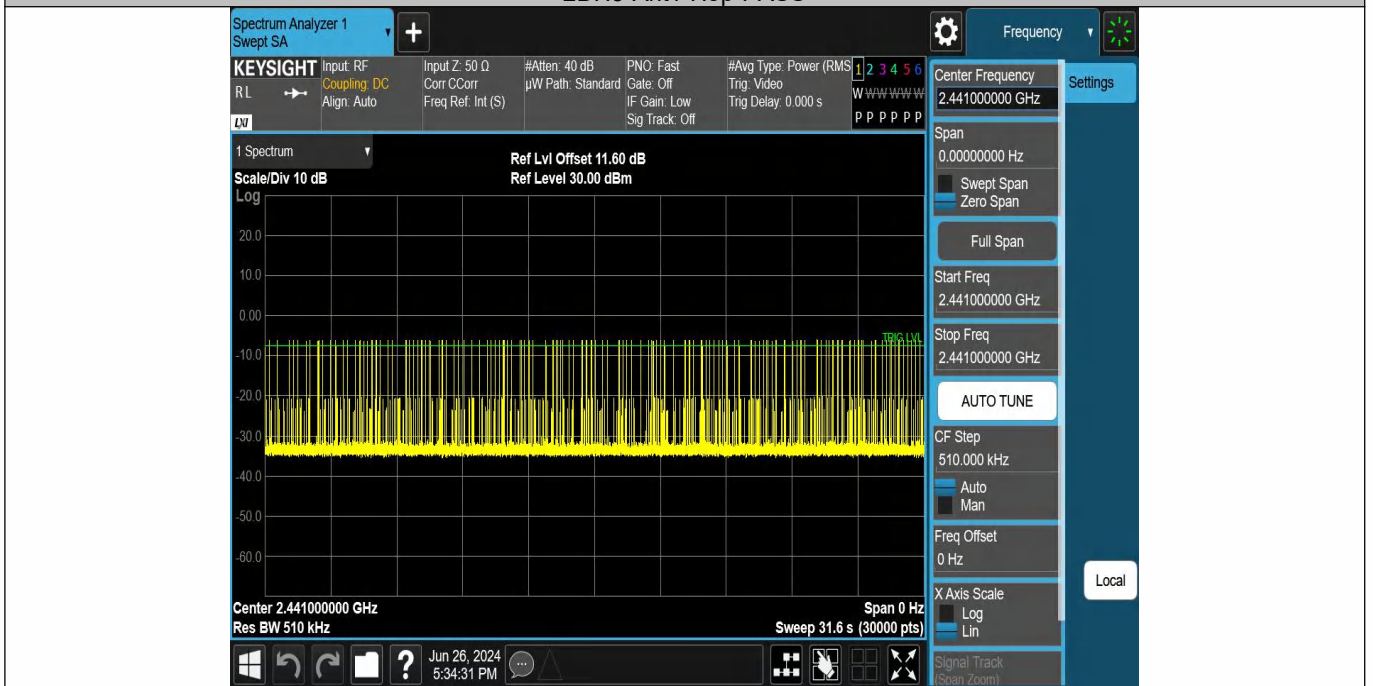 Spectrum Analyzer 1
Swept SA
Frequency
KEYSIGHT
RL
LXI
Input: RF
Coupling: DC
Align: Auto
Input Z: 50 Ω
Corr CCorr
Freq Ref: Int (S)
#Atten: 40 dB
µW Path: Standard
PNO: Fast
Gate: Off
IF Gain: Low
Sig Track: Off
#Avg Type: Power (RMS
Trig: Video
Trig Delay: 0.000 s
1 2 3 4 5 6
W W W W W W
P P P P P P
1 Spectrum
Scale/Div 10 dB
Ref Lvl Offset 11.60 dB
Ref Level 30.00 dBm
Log
20.0
10.0
0.00
-10.0
-20.0
-30.0
-40.0
-50.0
-60.0
TRIG LVL
Center 2.441000000 GHz
Res BW 510 kHz
Span 0 Hz
Sweep 31.6 s (30000 pts)
Center Frequency
2.441000000 GHz
Settings
Span
0.00000000 Hz
Swept Span
Zero Span
Full Span
Start Freq
2.441000000 GHz
Stop Freq
2.441000000 GHz
AUTO TUNE
CF Step
510.000 kHz
Auto
Man
Freq Offset
0 Hz
X Axis Scale
Log
Lin
Signal Track
(Span Zoom)
Local
Jun 26, 2024
5:34:31 PM